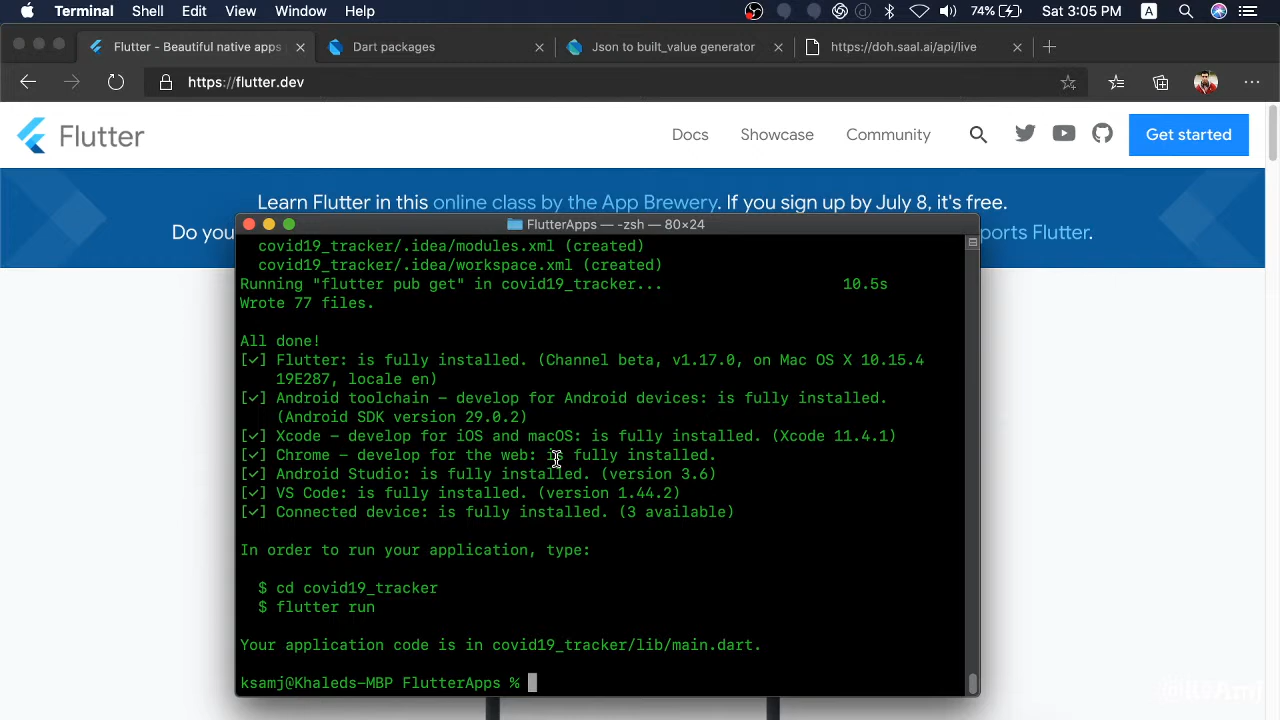 Terminal Shell Edit View Window Help 74% Sat 3:05 PM A
Flutter - Beautiful native apps Dart packages Json to built_value generator https://doh.saal.ai/api/live
https://flutter.dev
Flutter Docs Showcase Community Get started
Learn Flutter in this online class by the App Brewery. If you sign up by July 8, it's free.
Do you ports Flutter.
FlutterApps — -zsh — 80×24
covid19_tracker/.idea/modules.xml (created)
covid19_tracker/.idea/workspace.xml (created)
Running "flutter pub get" in covid19_tracker... 10.5s
Wrote 77 files.
All done!
[✓] Flutter: is fully installed. (Channel beta, v1.17.0, on Mac OS X 10.15.4
19E287, locale en)
[✓] Android toolchain - develop for Android devices: is fully installed.
(Android SDK version 29.0.2)
[✓] Xcode - develop for iOS and macOS: is fully installed. (Xcode 11.4.1)
[✓] Chrome - develop for the web: is fully installed.
[✓] Android Studio: is fully installed. (version 3.6)
[✓] VS Code: is fully installed. (version 1.44.2)
[✓] Connected device: is fully installed. (3 available)
In order to run your application, type:
$ cd covid19_tracker
$ flutter run
Your application code is in covid19_tracker/lib/main.dart.
ksamj@Khaleds-MBP FlutterApps %